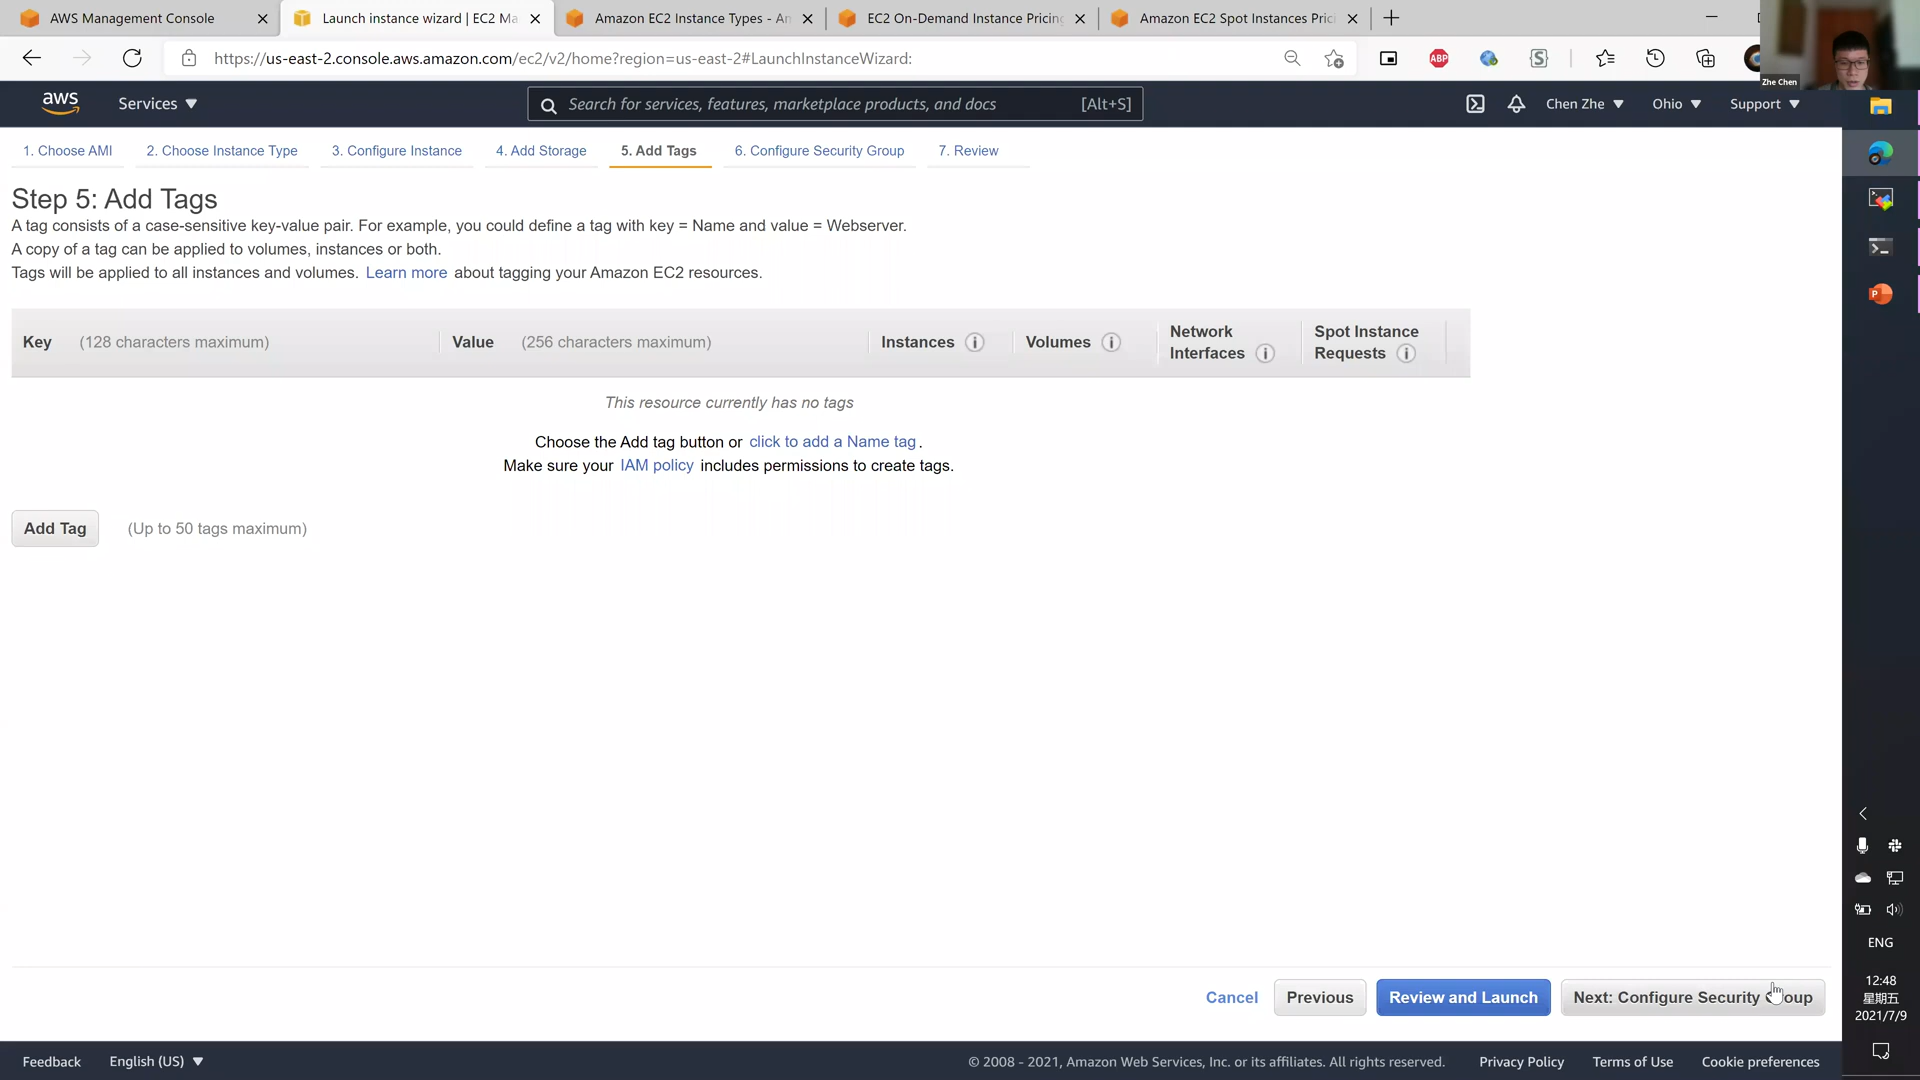 AWS Management Console
Launch instance wizard | EC2 Ma
Amazon EC2 Instance Types - An
EC2 On-Demand Instance Pricing
Amazon EC2 Spot Instances Prici
https://us-east-2.console.aws.amazon.com/ec2/v2/home?region=us-east-2#LaunchInstanceWizard:
ABP
Zhe Chen
aws
Services
Search for services, features, marketplace products, and docs
[Alt+S]
Chen Zhe
Ohio
Support
1. Choose AMI
2. Choose Instance Type
3. Configure Instance
4. Add Storage
5. Add Tags
6. Configure Security Group
7. Review
Step 5: Add Tags
A tag consists of a case-sensitive key-value pair. For example, you could define a tag with key = Name and value = Webserver.
A copy of a tag can be applied to volumes, instances or both.
Tags will be applied to all instances and volumes. Learn more about tagging your Amazon EC2 resources.
Key (128 characters maximum)
Value (256 characters maximum)
Instances
Volumes
Network
Interfaces
Spot Instance
Requests
This resource currently has no tags
Choose the Add tag button or click to add a Name tag.
Make sure your IAM policy includes permissions to create tags.
Add Tag
(Up to 50 tags maximum)
Cancel
Previous
Review and Launch
Next: Configure Security oup
ENG
12:48
星期五
2021/7/9
Feedback
English (US)
© 2008 - 2021, Amazon Web Services, Inc. or its affiliates. All rights reserved.
Privacy Policy
Terms of Use
Cookie preferences